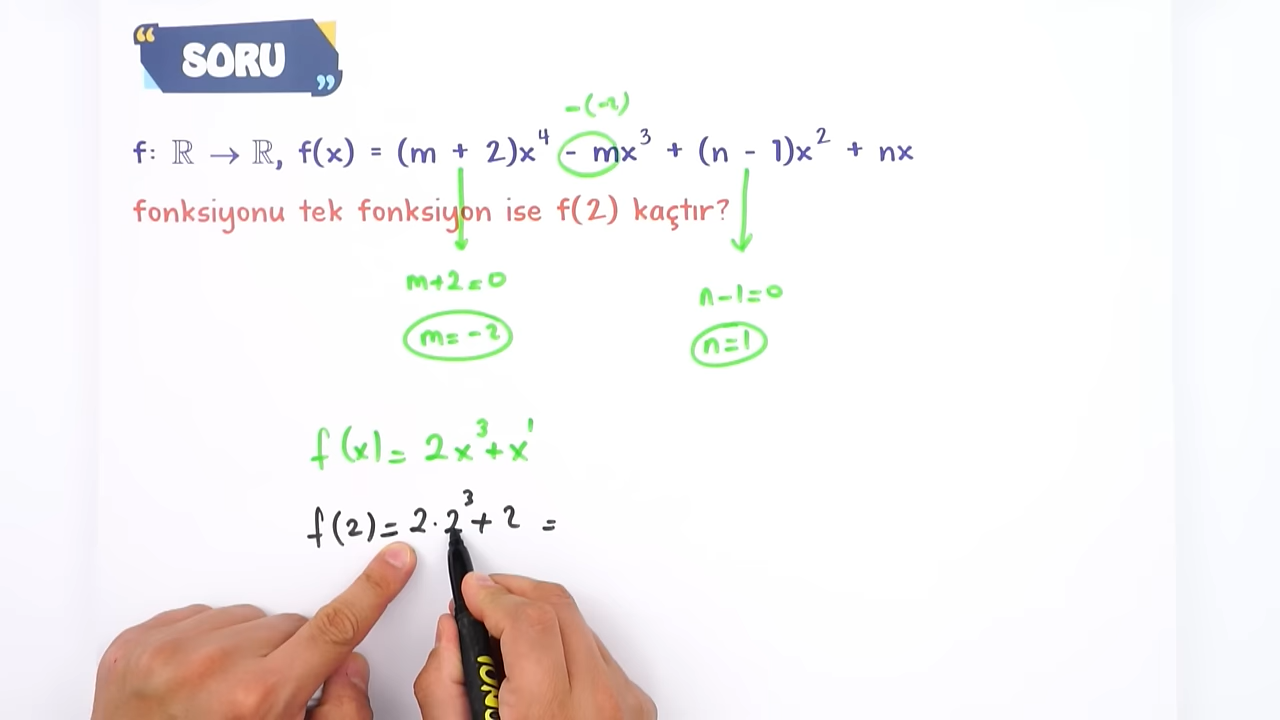 “ SORU ”
-(-2)
f: ℝ → ℝ, f(x) = (m + 2)x⁴ - mx³ + (n - 1)x² + nx
fonksiyonu tek fonksiyon ise f(2) kaçtır?
m+2=0
n-1=0
m=-2
n=1
f(x)= 2x³+x¹
f(2)= 2·2³+2 =